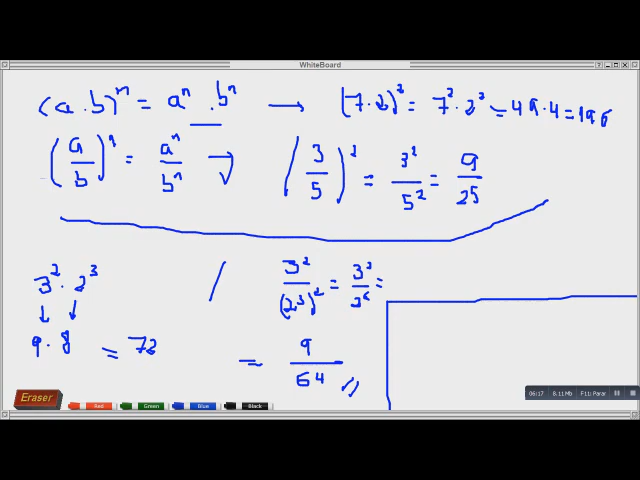 WhiteBoard
(a·b)ⁿ = aⁿ·bⁿ → (7·2)² = 7²·2² = 49·4 = 196
(a/b)ⁿ = aⁿ/bⁿ → (3/5)² = 3²/5² = 9/25
3²·2³ / 3²/(2³)² = 3²/2⁶ =
9·8 = 72 = 9/64 //
Eraser
Red Green Blue Black
06:17 8.11 Mb F11: Parar